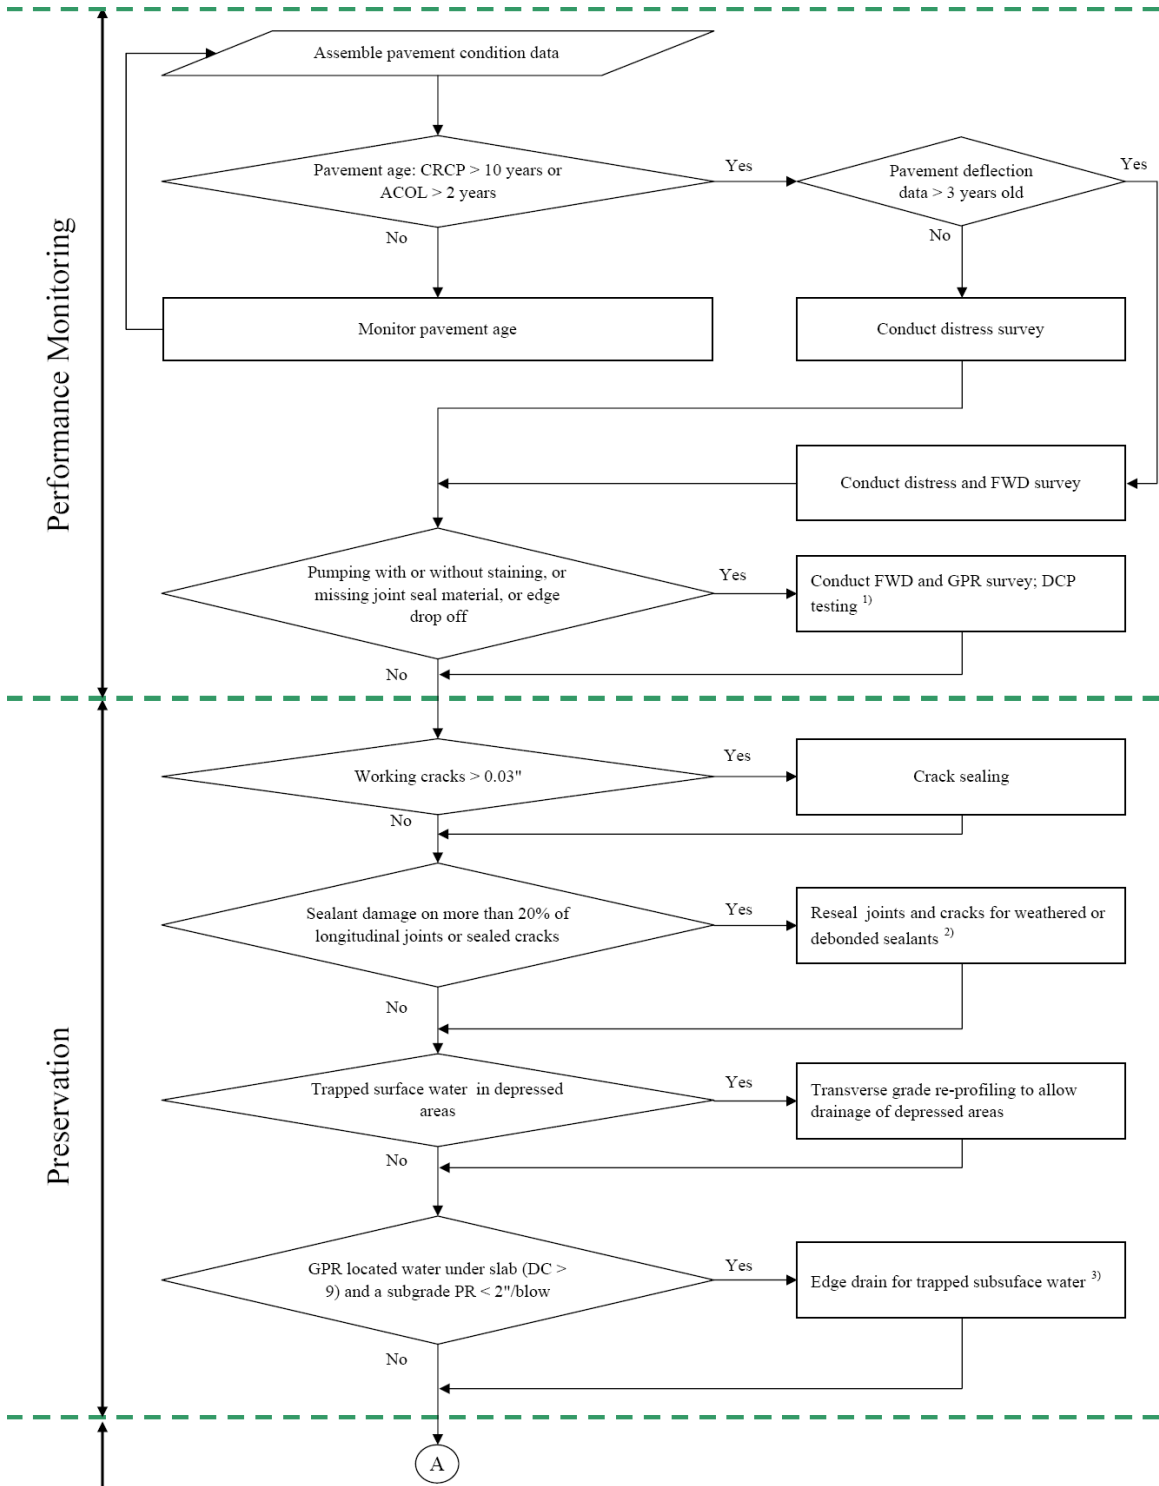 Performance Monitoring
Assemble pavement condition data
Pavement age: CRCP > 10 years or
ACOL > 2 years
Yes
Pavement deflection
data > 3 years old
Yes
No
No
Monitor pavement age
Conduct distress survey
Conduct distress and FWD survey
Pumping with or without staining, or
missing joint seal material, or edge
drop off
Yes
Conduct FWD and GPR survey; DCP
testing 1)
No
Preservation
Working cracks > 0.03"
Yes
Crack sealing
No
Sealant damage on more than 20% of
longitudinal joints or sealed cracks
Yes
Reseal joints and cracks for weathered or
debonded sealants 2)
No
Trapped surface water in depressed
areas
Yes
Transverse grade re-profiling to allow
drainage of depressed areas
No
GPR located water under slab (DC >
9) and a subgrade PR < 2"/blow
Yes
Edge drain for trapped subsuface water 3)
No
A